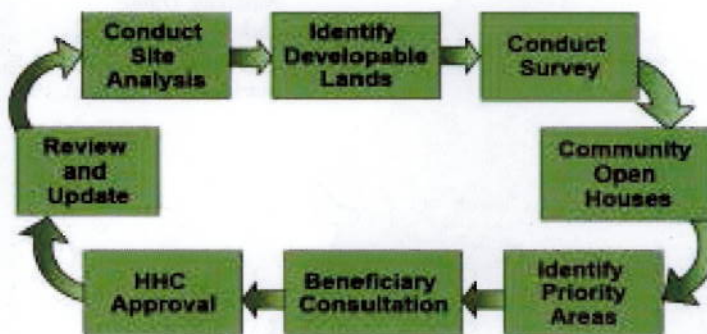 Conduct
Site
Analysis
Identify
Developable
Lands
Conduct
Survey
Community
Open
Houses
Identify
Priority
Areas
Beneficiary
Consultation
HHC
Approval
Review
and
Update